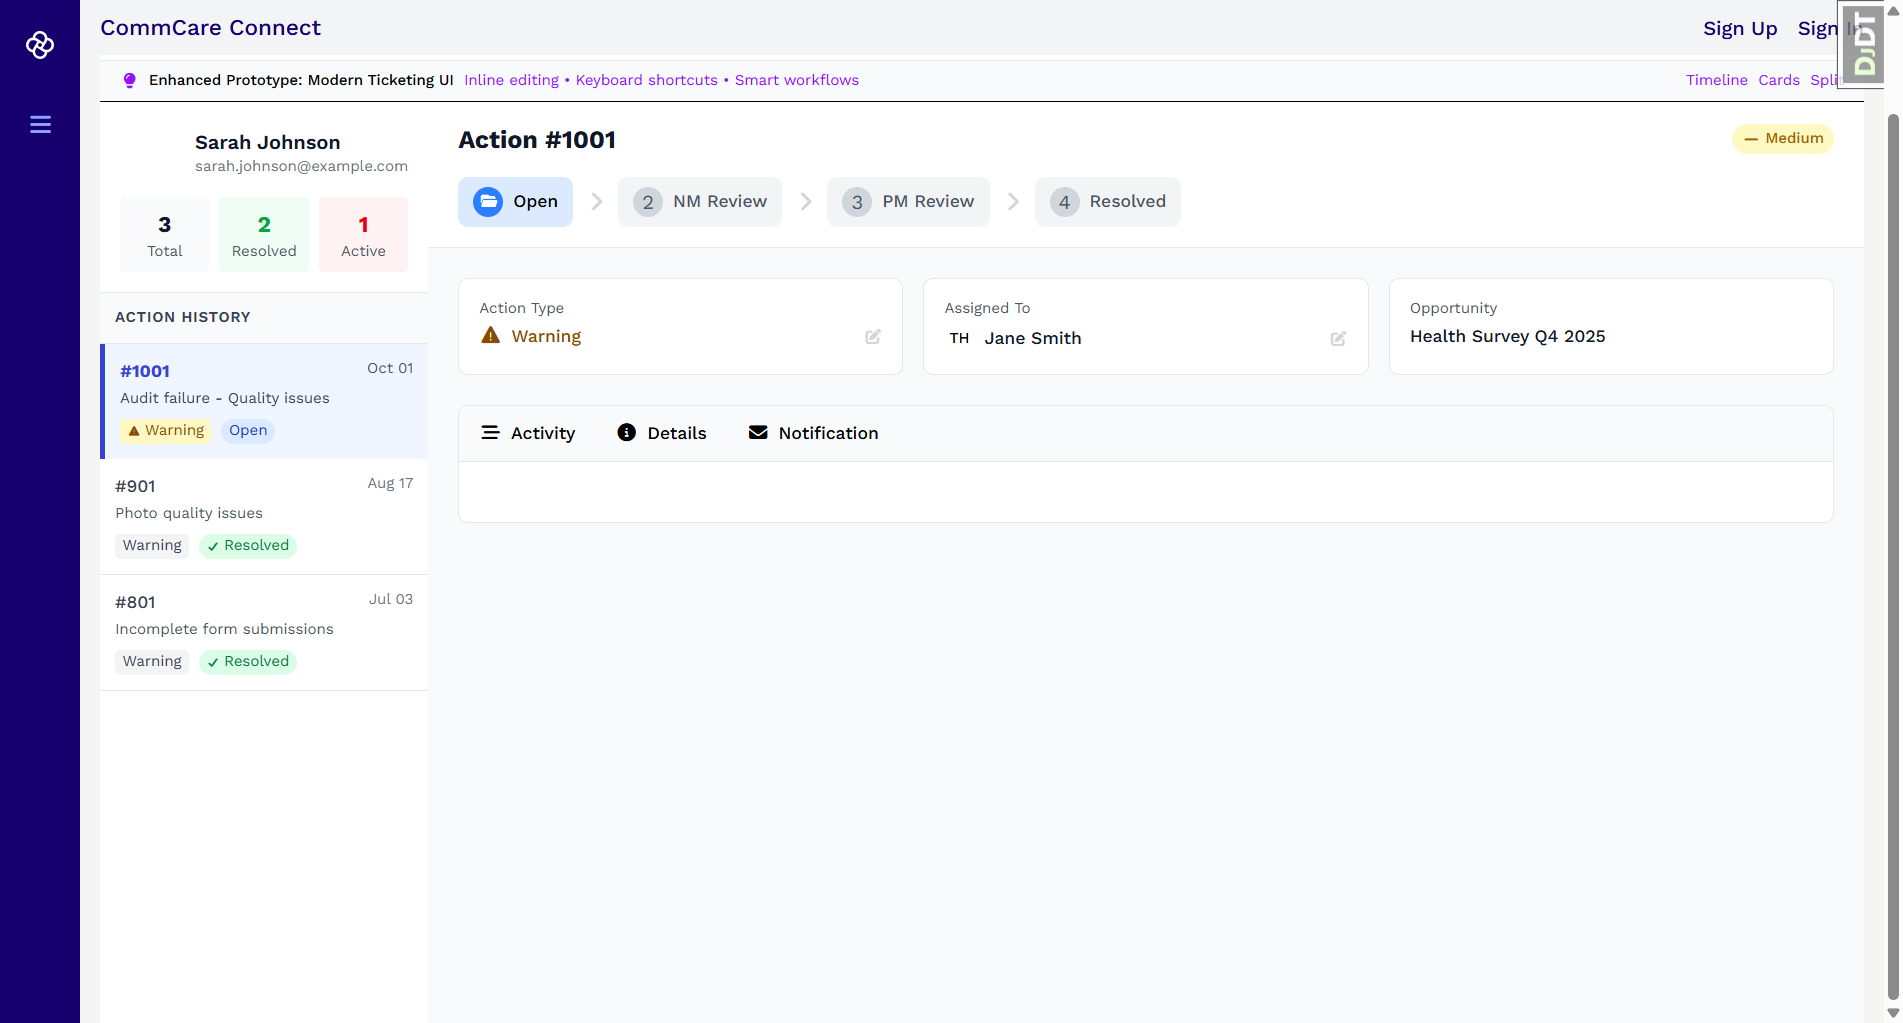 CommCare Connect
Sign Up Sign In
DjDT
Enhanced Prototype: Modern Ticketing UI Inline editing • Keyboard shortcuts • Smart workflows
Timeline Cards Split
Sarah Johnson
sarah.johnson@example.com
3
Total
2
Resolved
1
Active
ACTION HISTORY
#1001 Oct 01
Audit failure - Quality issues
Warning Open
#901 Aug 17
Photo quality issues
Warning Resolved
#801 Jul 03
Incomplete form submissions
Warning Resolved
Action #1001
Medium
Open
2 NM Review
3 PM Review
4 Resolved
Action Type
Warning
Assigned To
TH Jane Smith
Opportunity
Health Survey Q4 2025
Activity Details Notification